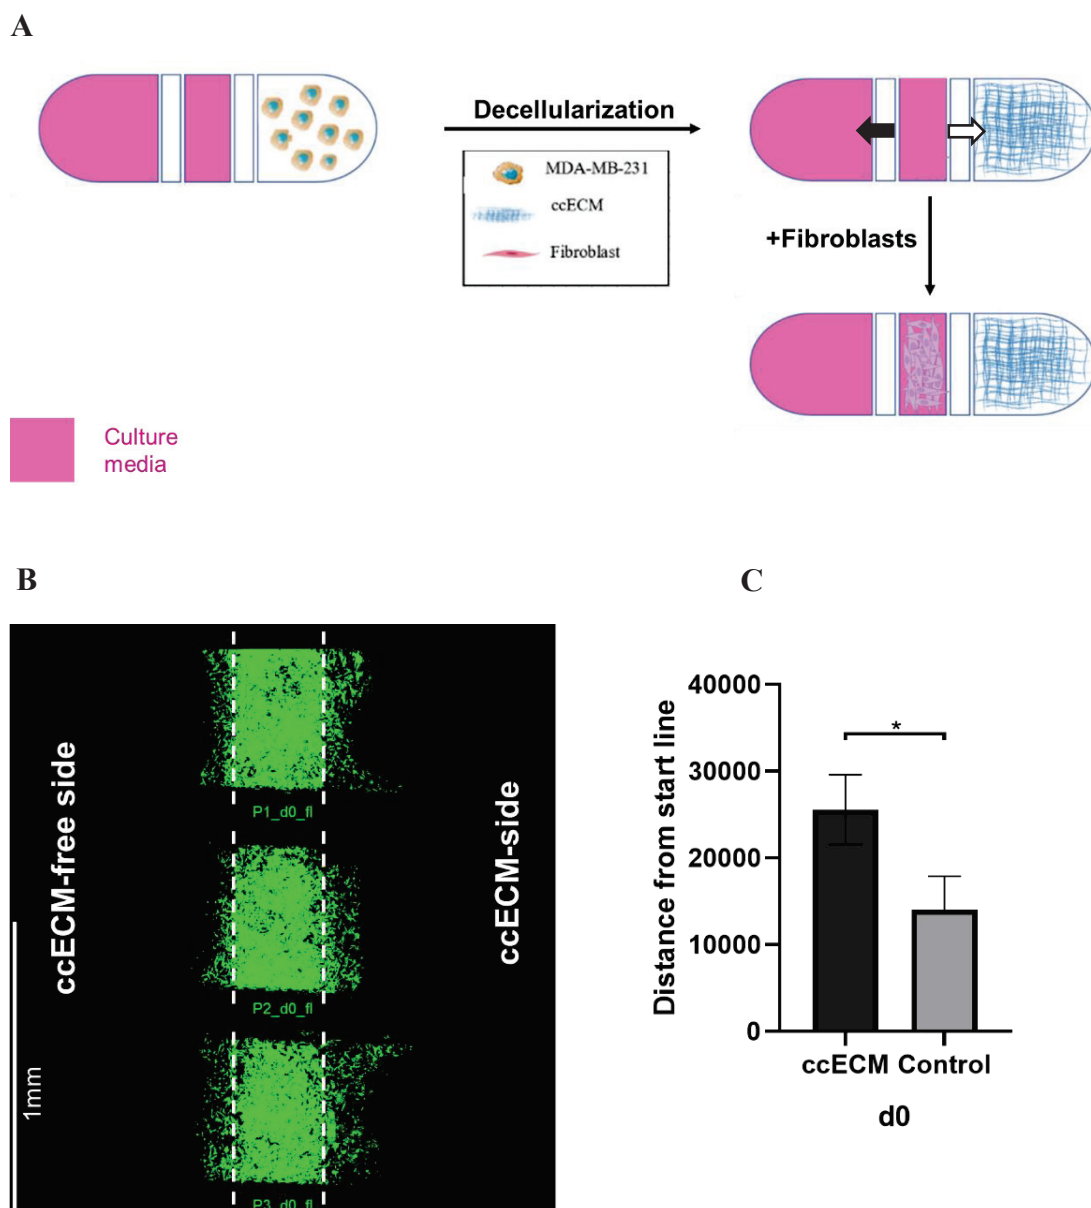 A
Decellularization
MDA-MB-231
ccECM
Fibroblast
+Fibroblasts
Culture
media
B
ccECM-free side
ccECM-side
P1_d0_fl
P2_d0_fl
P3_d0_fl
1mm
C
Distance from start line
40000
30000
20000
10000
0
*
ccECM Control
d0